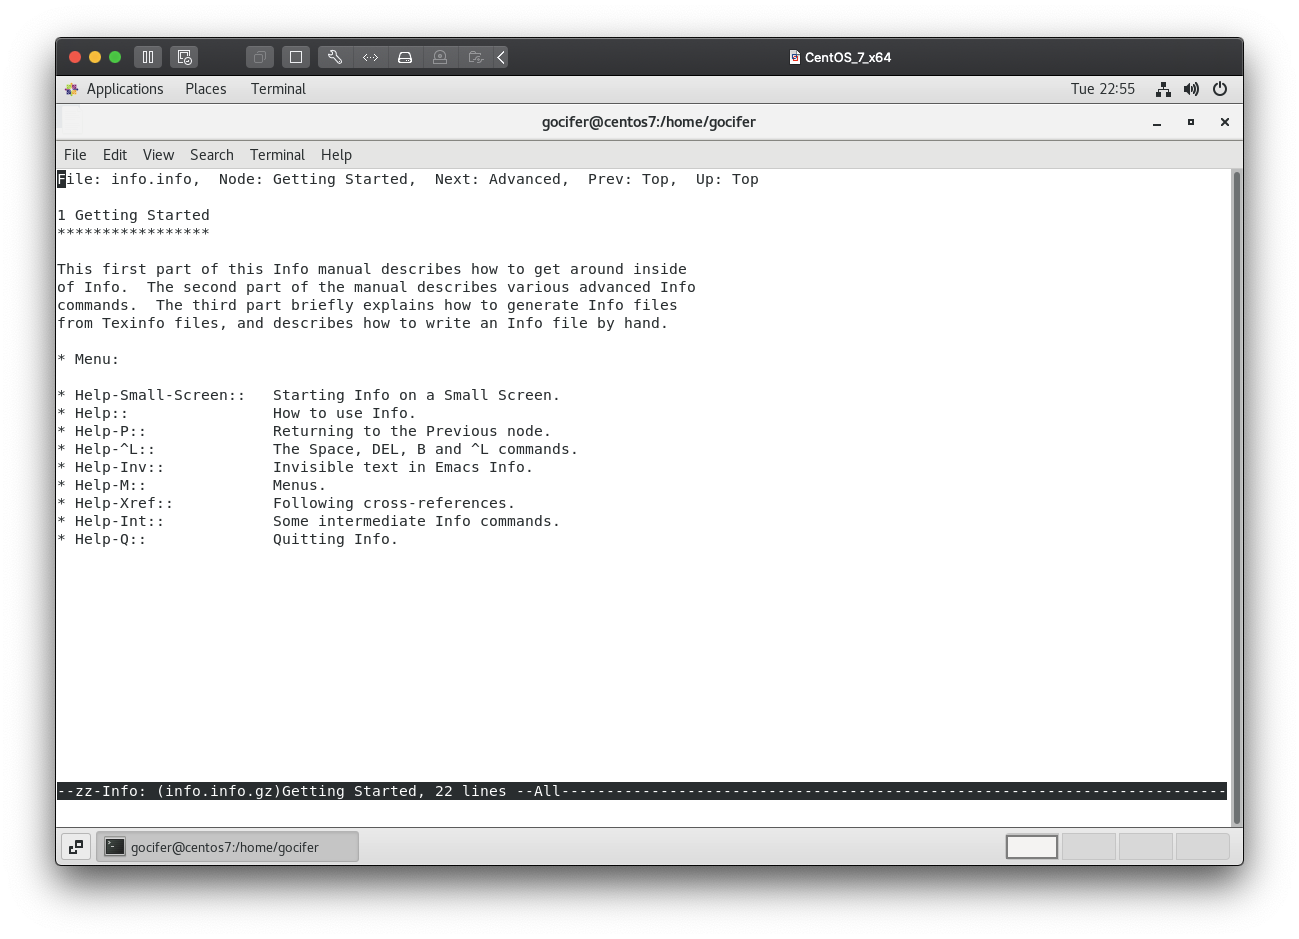 CentOS_7_x64
Applications Places Terminal Tue 22:55
gocifer@centos7:/home/gocifer
File Edit View Search Terminal Help
File: info.info,  Node: Getting Started,  Next: Advanced,  Prev: Top,  Up: Top
1 Getting Started
*****************
This first part of this Info manual describes how to get around inside
of Info.  The second part of the manual describes various advanced Info
commands.  The third part briefly explains how to generate Info files
from Texinfo files, and describes how to write an Info file by hand.
* Menu:
* Help-Small-Screen::   Starting Info on a Small Screen.
* Help::                How to use Info.
* Help-P::              Returning to the Previous node.
* Help-^L::             The Space, DEL, B and ^L commands.
* Help-Inv::            Invisible text in Emacs Info.
* Help-M::              Menus.
* Help-Xref::           Following cross-references.
* Help-Int::            Some intermediate Info commands.
* Help-Q::              Quitting Info.
--zz-Info: (info.info.gz)Getting Started, 22 lines --All--------------------------------------------------------------------------
gocifer@centos7:/home/gocifer